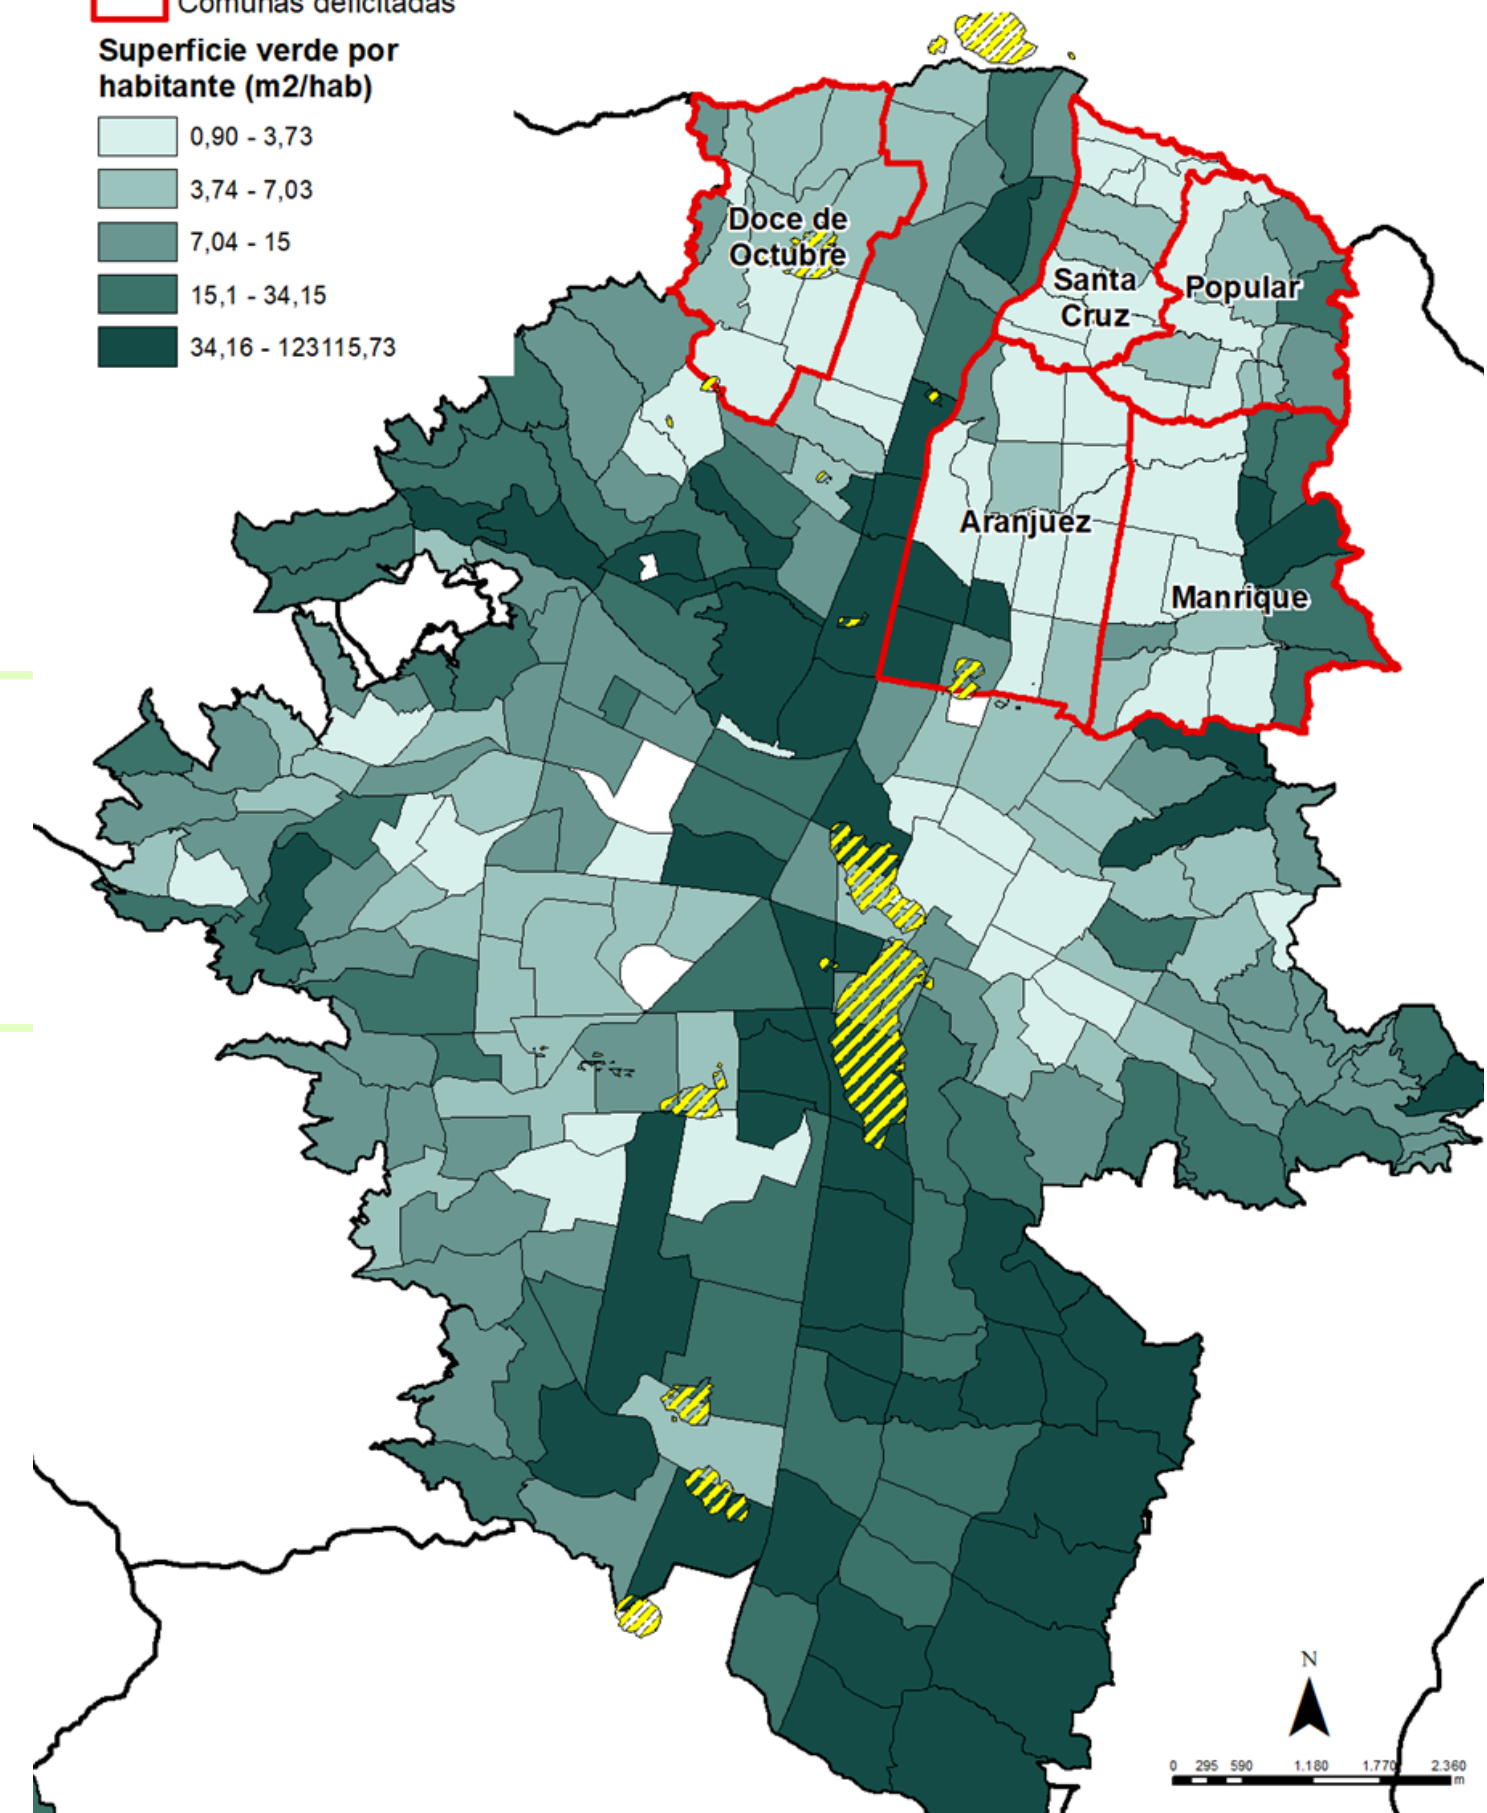 Comunas deficitadas
Superficie verde por
habitante (m2/hab)
0,90 - 3,73
3,74 - 7,03
7,04 - 15
15,1 - 34,15
34,16 - 123115,73
Doce de
Octubre
Santa
Cruz
Popular
Aranjuez
Manrique
N
0 295 590 1.180 1.770 2.360
m